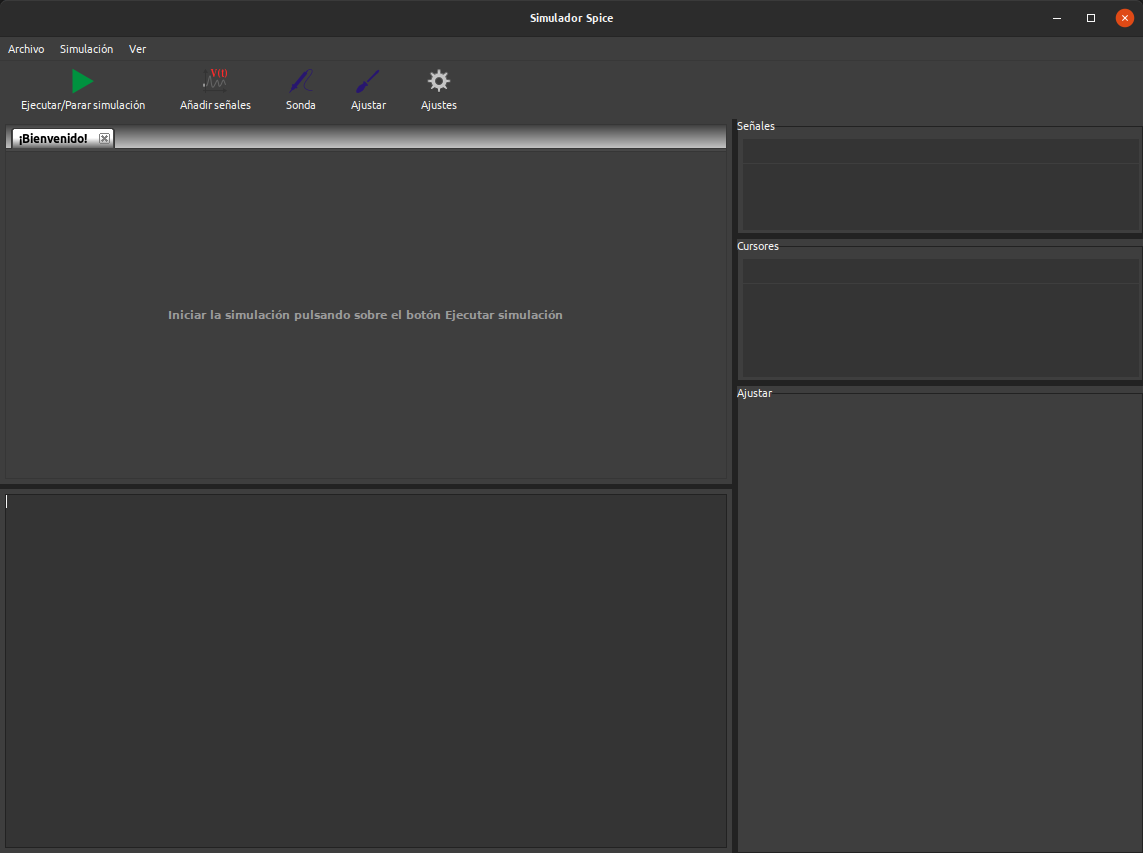 Simulador Spice
Archivo Simulación Ver
V(t)
Ejecutar/Parar simulación Añadir señales Sonda Ajustar Ajustes
¡Bienvenido!
Iniciar la simulación pulsando sobre el botón Ejecutar simulación
Señales
Cursores
Ajustar